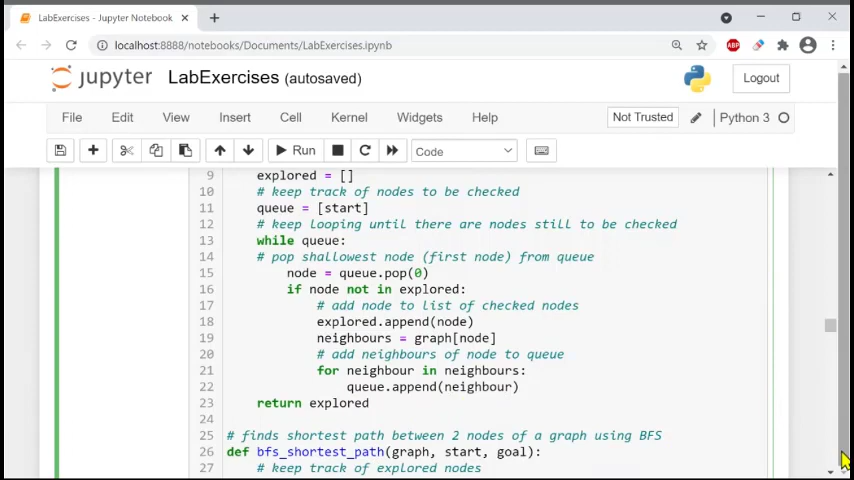 LabExercises - Jupyter Notebook
localhost:8888/notebooks/Documents/LabExercises.ipynb
ABP
jupyter LabExercises (autosaved)
Logout
File Edit View Insert Cell Kernel Widgets Help
Not Trusted
Python 3
Run
Code
9 explored = []
10 # keep track of nodes to be checked
11 queue = [start]
12 # keep looping until there are nodes still to be checked
13 while queue:
14 # pop shallowest node (first node) from queue
15 node = queue.pop(0)
16 if node not in explored:
17 # add node to list of checked nodes
18 explored.append(node)
19 neighbours = graph[node]
20 # add neighbours of node to queue
21 for neighbour in neighbours:
22 queue.append(neighbour)
23 return explored
24
25 # finds shortest path between 2 nodes of a graph using BFS
26 def bfs_shortest_path(graph, start, goal):
27 # keep track of explored nodes